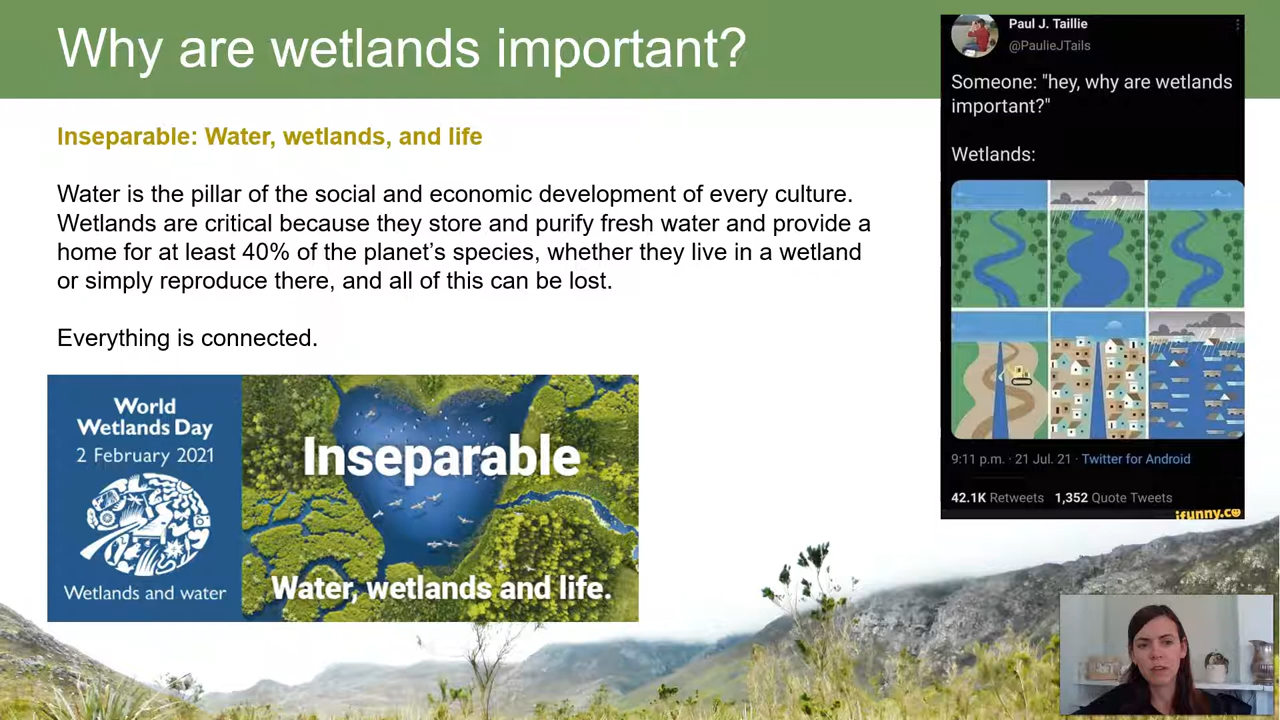 Why are wetlands important?
Inseparable: Water, wetlands, and life
Water is the pillar of the social and economic development of every culture.
Wetlands are critical because they store and purify fresh water and provide a
home for at least 40% of the planet’s species, whether they live in a wetland
or simply reproduce there, and all of this can be lost.
Everything is connected.
World
Wetlands Day
2 February 2021
Wetlands and water
Inseparable
Water, wetlands and life.
Paul J. Taillie
@PaulieJTails
Someone: "hey, why are wetlands
important?"
Wetlands:
9:11 p.m. · 21 Jul. 21 · Twitter for Android
42.1K Retweets 1,352 Quote Tweets
ifunny.co